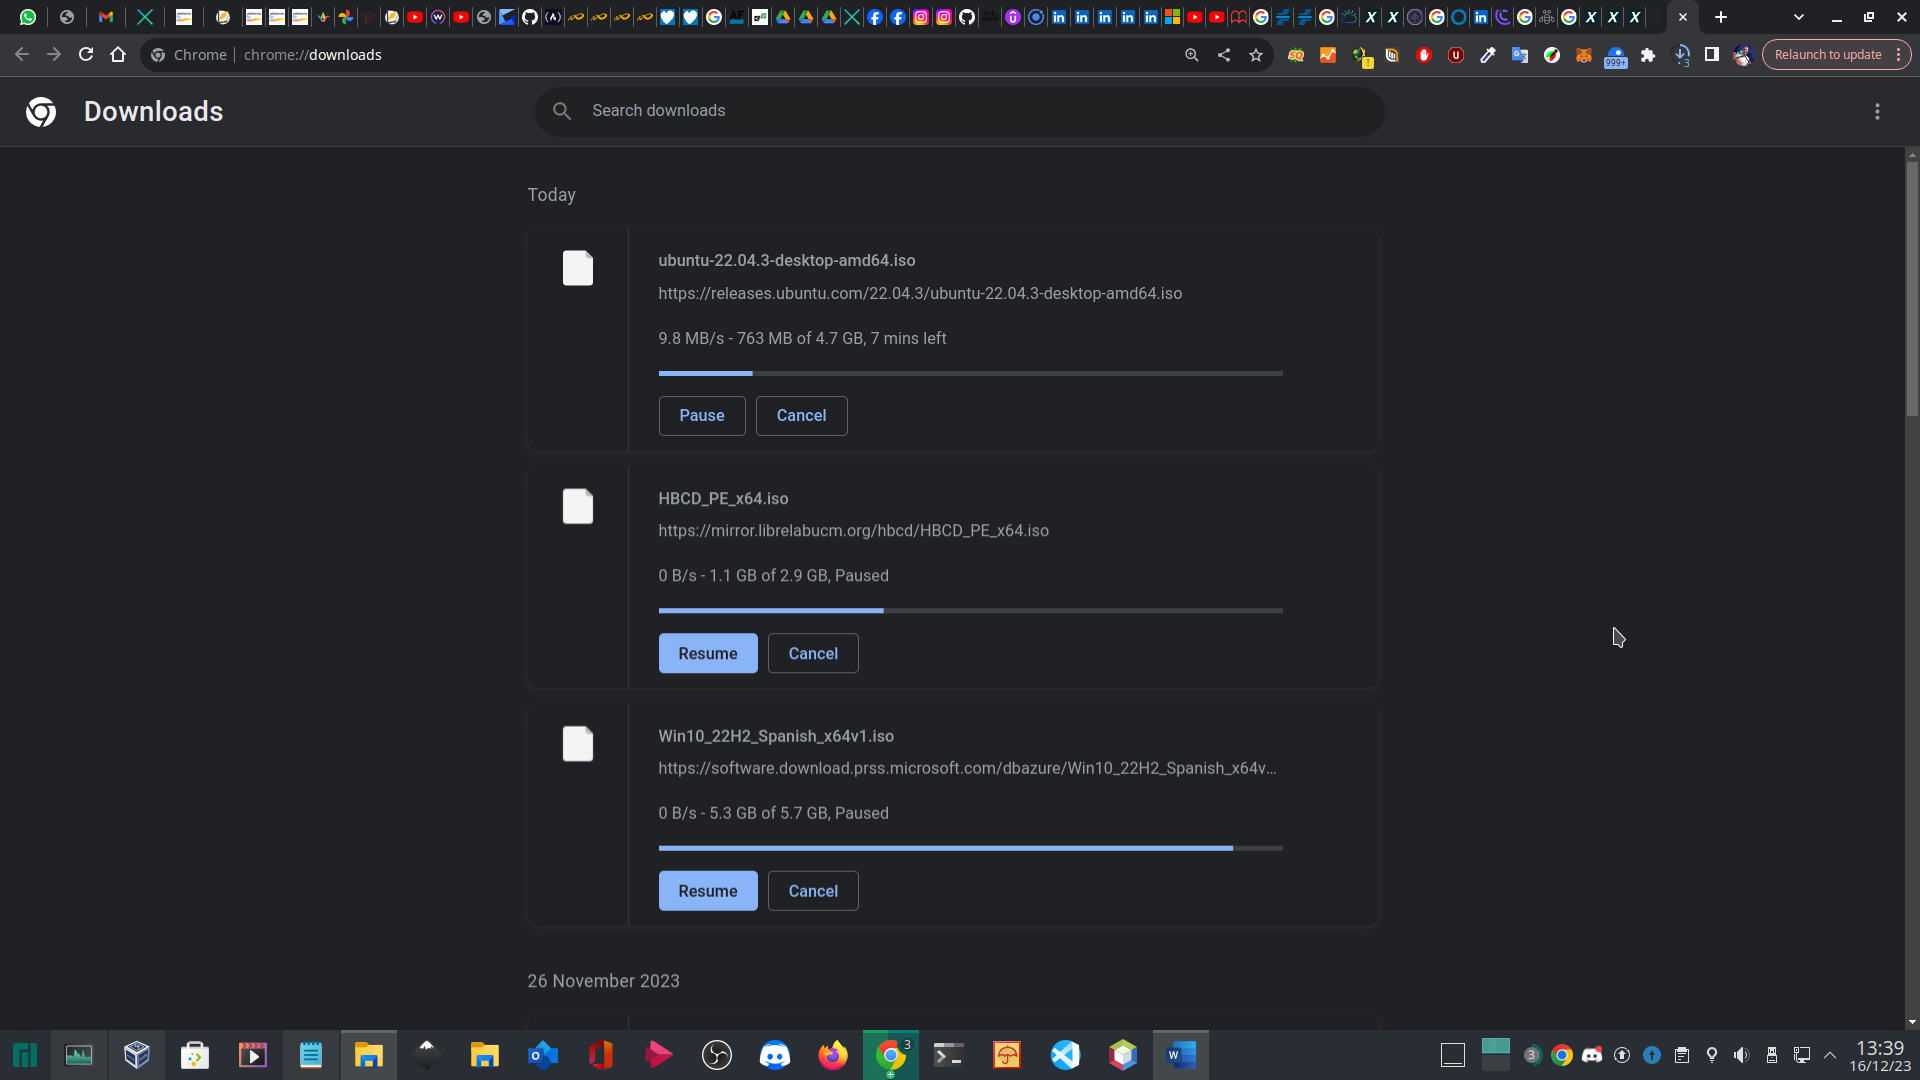 Chrome
chrome://downloads
999+
3
Relaunch to update
Downloads
Search downloads
Today
ubuntu-22.04.3-desktop-amd64.iso
https://releases.ubuntu.com/22.04.3/ubuntu-22.04.3-desktop-amd64.iso
9.8 MB/s - 763 MB of 4.7 GB, 7 mins left
Pause
Cancel
HBCD_PE_x64.iso
https://mirror.librelabucm.org/hbcd/HBCD_PE_x64.iso
0 B/s - 1.1 GB of 2.9 GB, Paused
Resume
Cancel
Win10_22H2_Spanish_x64v1.iso
https://software.download.prss.microsoft.com/dbazure/Win10_22H2_Spanish_x64v...
0 B/s - 5.3 GB of 5.7 GB, Paused
Resume
Cancel
26 November 2023
3
3
13:39
16/12/23